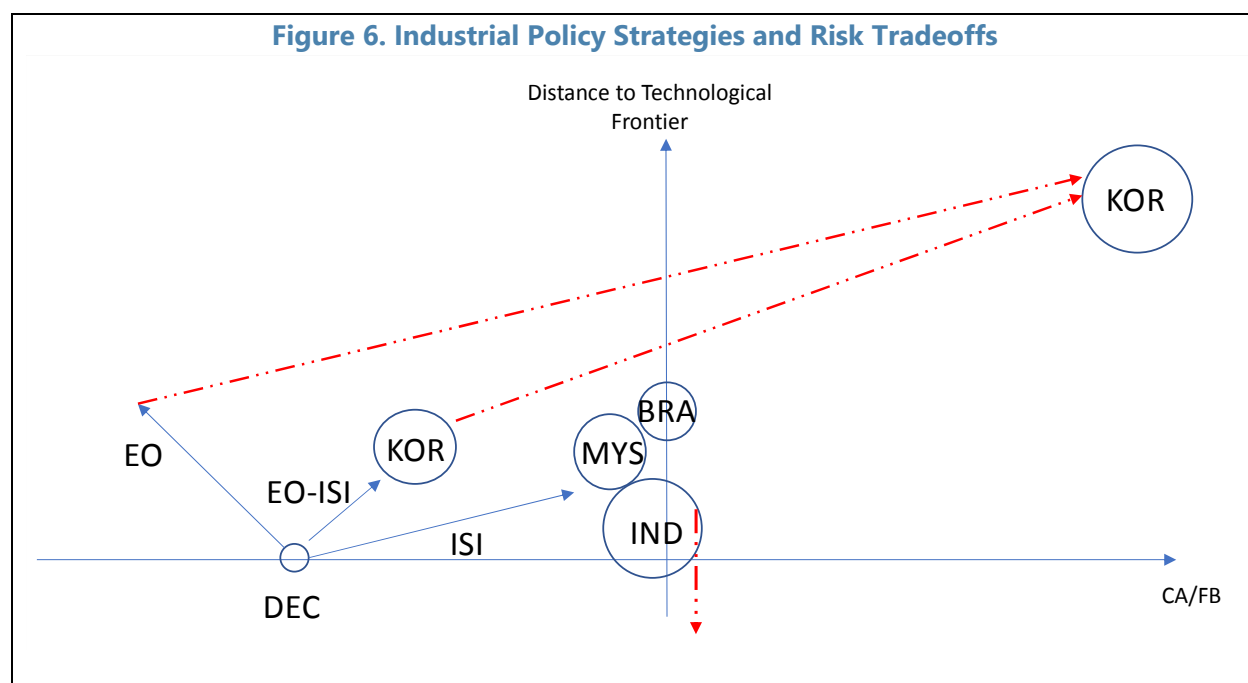 Figure 6. Industrial Policy Strategies and Risk Tradeoffs
Distance to Technological
Frontier
KOR
BRA
EO
KOR
MYS
EO-ISI
IND
ISI
DEC
CA/FB